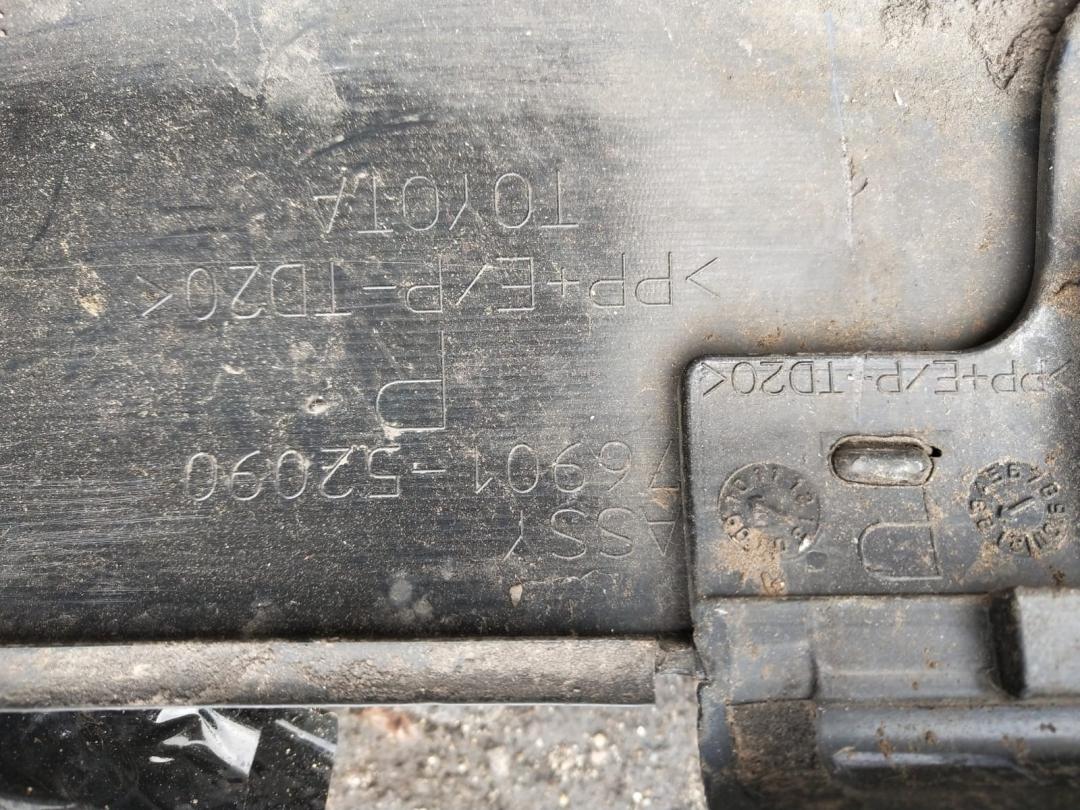 ASSY
76901-52090
>PP+E/P-TD20<
TOYOTA
>PP+E/P-TD20<